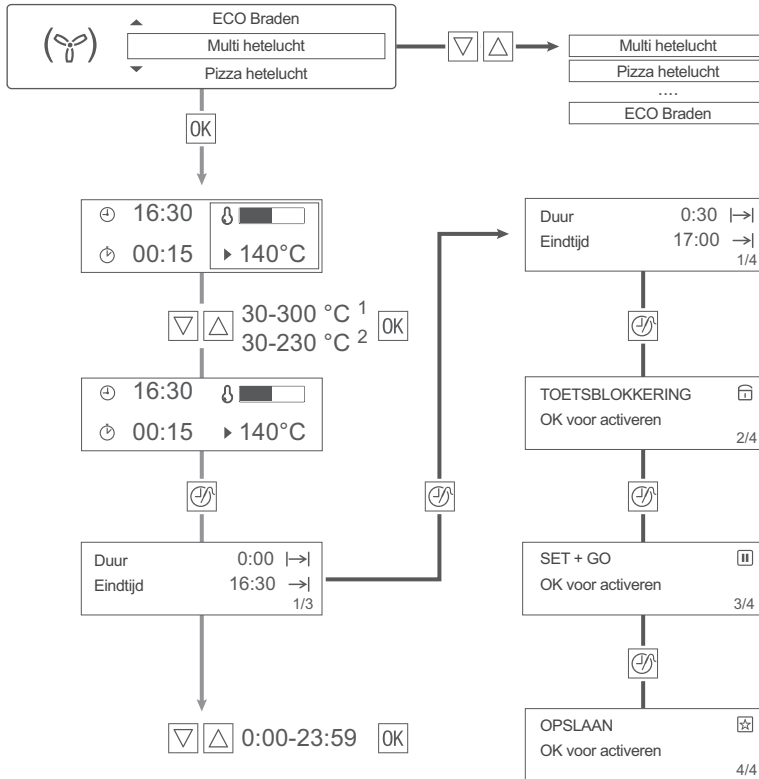 ECO Braden
Multi hetelucht
Pizza hetelucht
Multi hetelucht
Pizza hetelucht
....
ECO Braden
OK
16:30
00:15 140°C
30-300 °C 1
30-230 °C 2
OK
16:30
00:15 140°C
Duur 0:00
Eindtijd 16:30
1/3
0:00-23:59 OK
Duur 0:30
Eindtijd 17:00
1/4
TOETSBLOKKERING
OK voor activeren
2/4
SET + GO
OK voor activeren
3/4
OPSLAAN
OK voor activeren
4/4